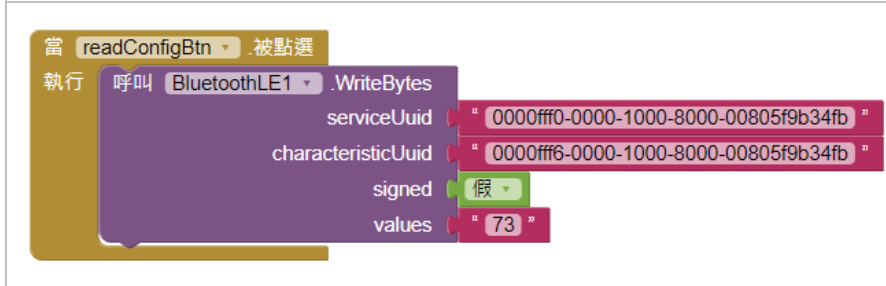 當 readConfigBtn .被點選
執行 呼叫 BluetoothLE1 .WriteBytes
serviceUuid " 0000fff0-0000-1000-8000-00805f9b34fb "
characteristicUuid " 0000fff6-0000-1000-8000-00805f9b34fb "
signed 假
values " 73 "